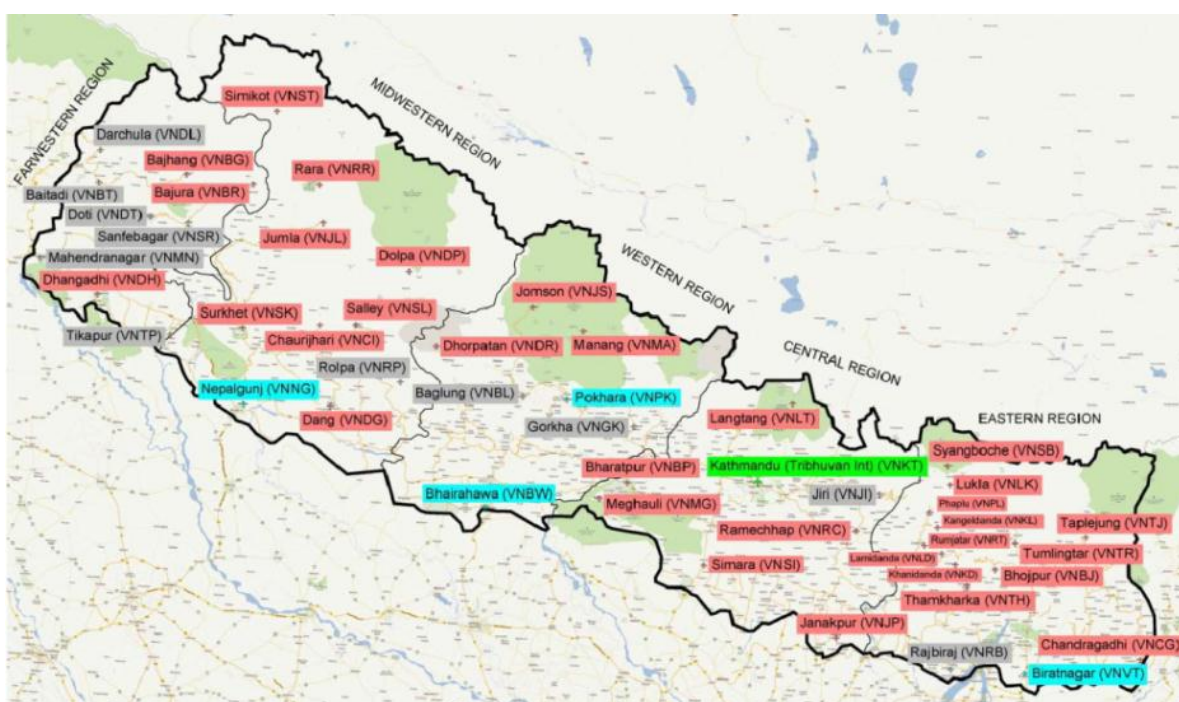 FARWESTERN REGION
MIDWESTERN REGION
WESTERN REGION
CENTRAL REGION
EASTERN REGION
Simikot (VNST)
Darchula (VNDL)
Bajhang (VNBG)
Rara (VNRR)
Baitadi (VNBT)
Bajura (VNBR)
Doti (VNDT)
Sanfebagar (VNSR)
Jumla (VNJL)
Mahendranagar (VNMN)
Dolpa (VNDP)
Dhangadhi (VNDH)
Jomson (VNJS)
Surkhet (VNSK)
Salley (VNSL)
Tikapur (VNTP)
Chaurijhari (VNCI)
Dhorpatan (VNDR)
Manang (VNMA)
Rolpa (VNRP)
Nepalgunj (VNNG)
Baglung (VNBL)
Pokhara (VNPK)
Dang (VNDG)
Gorkha (VNGK)
Langtang (VNLT)
Syangboche (VNSB)
Bharatpur (VNBP)
Kathmandu (Tribhuvan Int) (VNKT)
Lukla (VNLK)
Bhairahawa (VNBW)
Jiri (VNJI)
Meghauli (VNMG)
Phaplu (VNPL)
Kangeldanda (VNKL)
Taplejung (VNTJ)
Ramechhap (VNRC)
Rumjatar (VNRT)
Tumlingtar (VNTR)
Lamidanda (VNLD)
Simara (VNSI)
Khanidanda (VNKD)
Bhojpur (VNBJ)
Thamkharka (VNTH)
Janakpur (VNJP)
Rajbiraj (VNRB)
Chandragadhi (VNCG)
Biratnagar (VNVT)